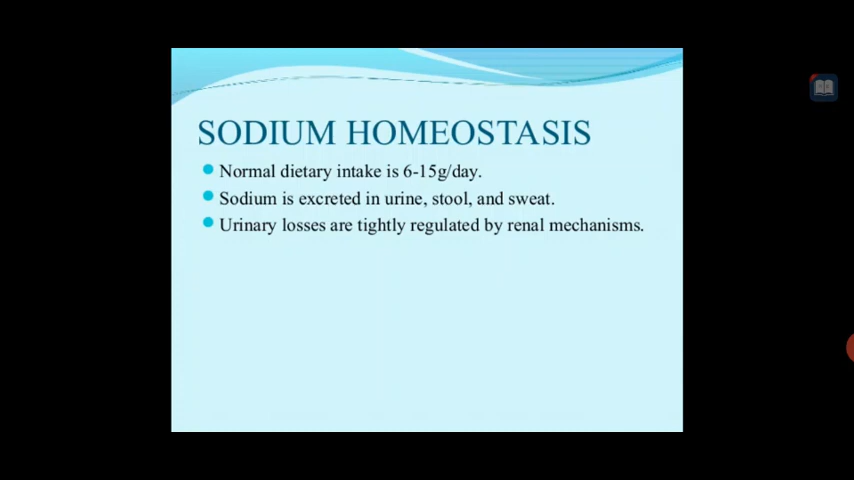 SODIUM HOMEOSTASIS
Normal dietary intake is 6-15g/day.
Sodium is excreted in urine, stool, and sweat.
Urinary losses are tightly regulated by renal mechanisms.